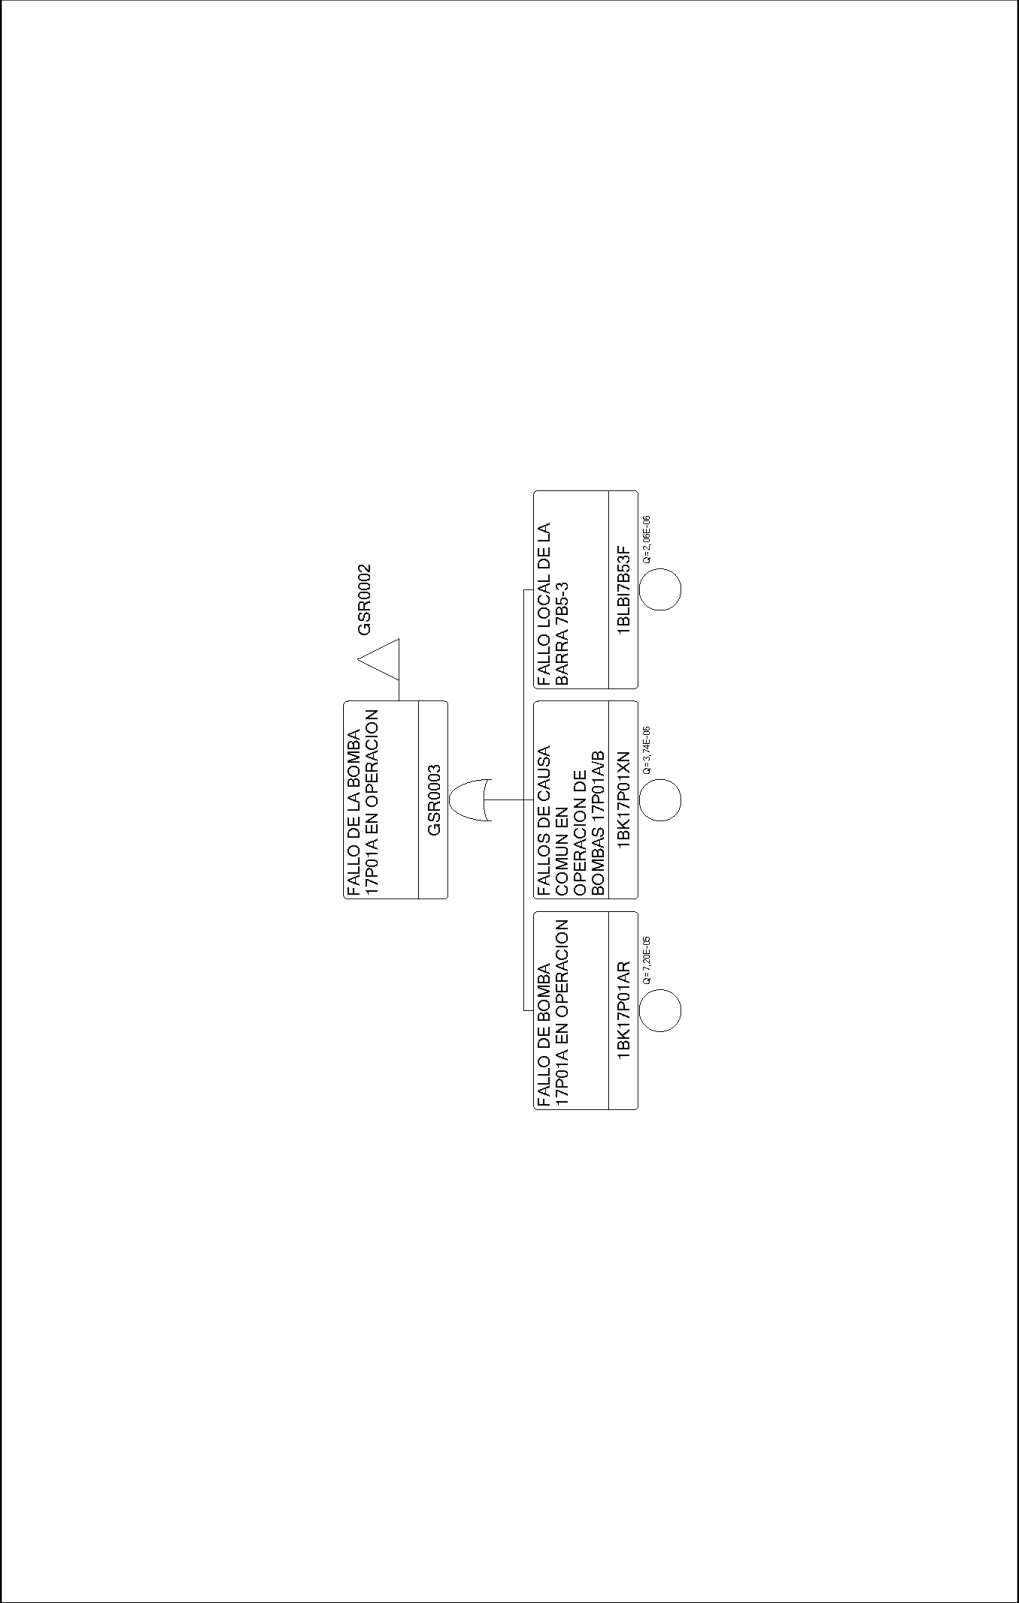 FALLO DE LA BOMBA
17P01A EN OPERACION
GSR0003
GSR0002
FALLO DE BOMBA
17P01A EN OPERACION
1BK17P01AR
Q=7,20E-05
FALLOS DE CAUSA
COMUN EN
OPERACION DE
BOMBAS 17P01A/B
1BK17P01XN
Q=3,74E-06
FALLO LOCAL DE LA
BARRA 7B5-3
1BLBI7B53F
Q=2,06E-06